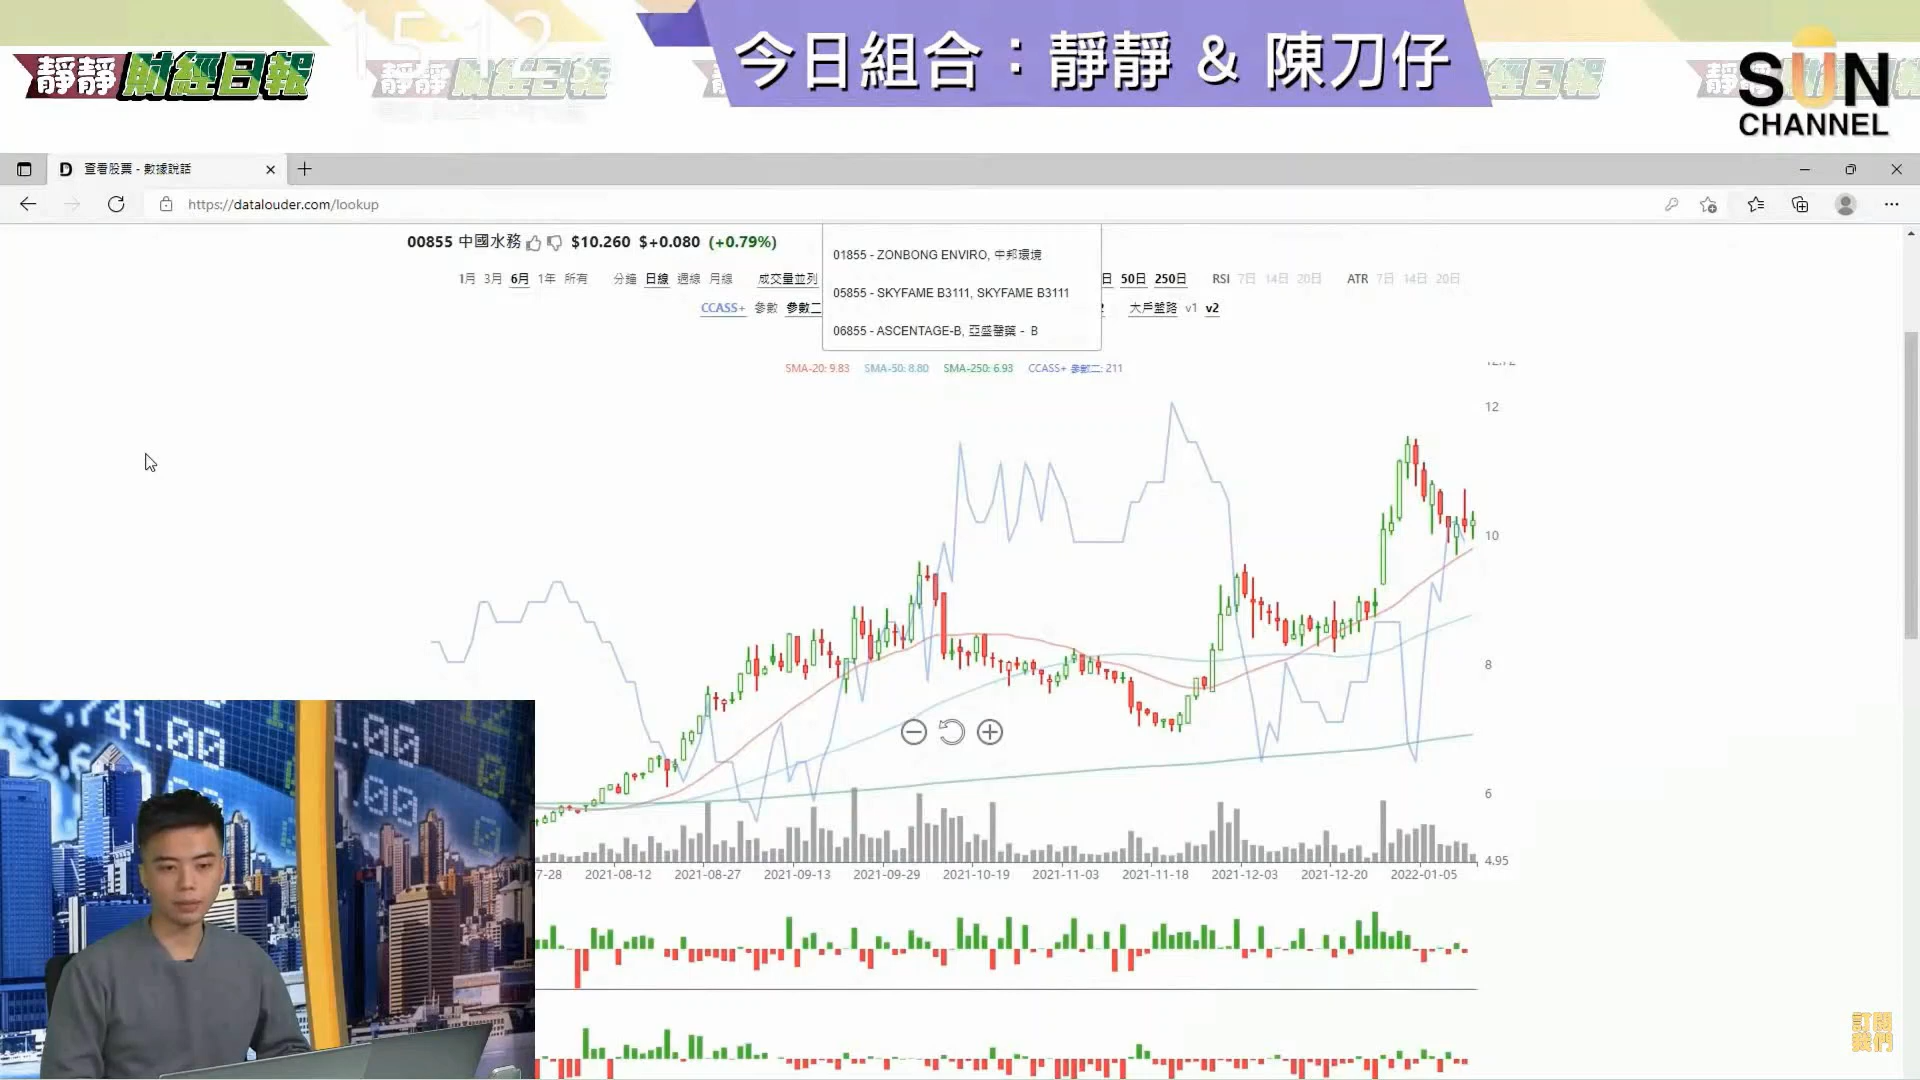 今日組合：靜靜 & 陳刀仔
靜靜 財經日報
SUN
CHANNEL
查看股票 - 數據說話
https://datalouder.com/lookup
00855 中國水務 $10.260 $+0.080 (+0.79%)
01855 - ZONBONG ENVIRO, 中邦環境
05855 - SKYFAME B3111, SKYFAME B3111
06855 - ASCENTAGE-B, 亞盛醫藥 - B
1月 3月 6月 1年 所有 分鐘 日線 週線 月線 成交量並列
日 50日 250日 RSI 7日 14日 20日 ATR 7日 14日 20日
CCASS+ 參數 參數二
大戶藍路 v1 v2
SMA-20: 9.83 SMA-50: 8.80 SMA-250: 6.93 CCASS+ 參數二: 211
12
10
8
6
4.95
7-28 2021-08-12 2021-08-27 2021-09-13 2021-09-29 2021-10-19 2021-11-03 2021-11-18 2021-12-03 2021-12-20 2022-01-05
訂閱
我們